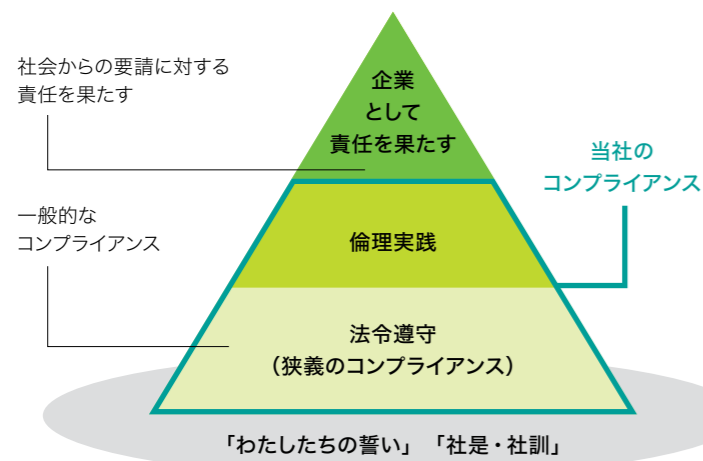 社会からの要請に対する
責任を果たす
企業
として
責任を果たす
当社の
コンプライアンス
一般的な
コンプライアンス
倫理実践
法令遵守
（狭義のコンプライアンス）
「わたしたちの誓い」 「社是・社訓」